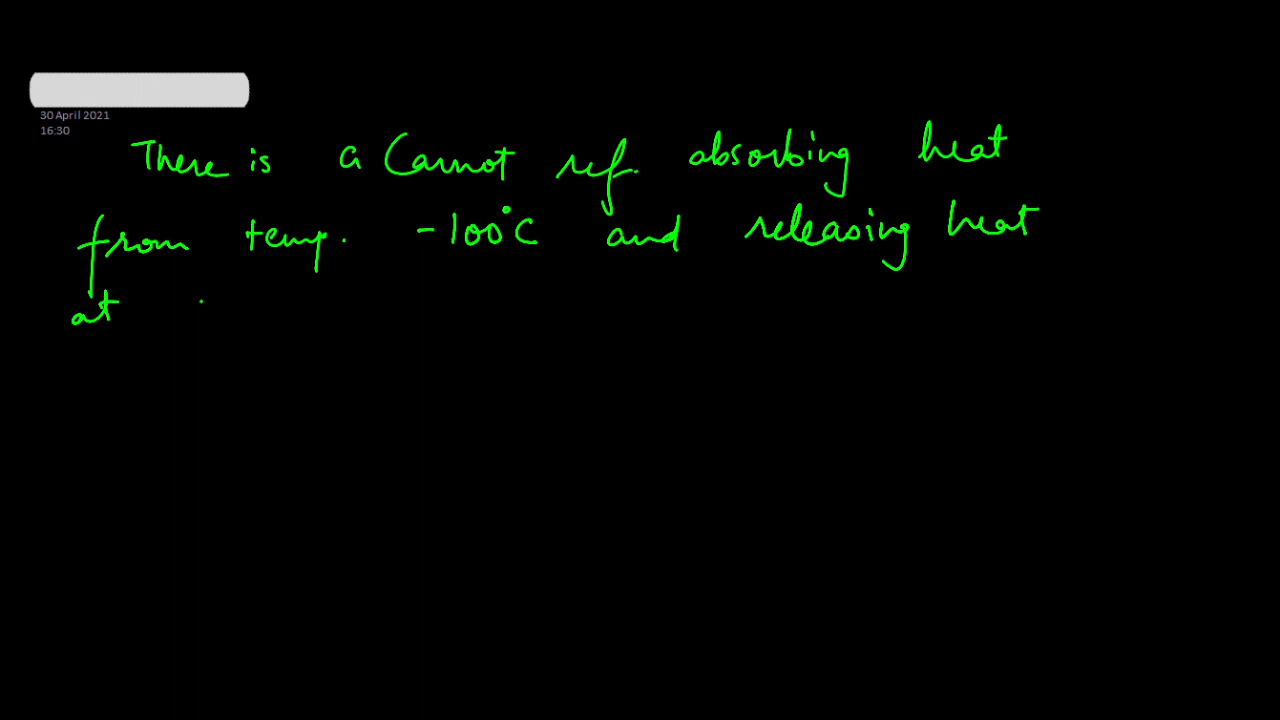 30 April 2021
16:30
There is a Carnot ref. absorbing heat
from temp. -100°C and releasing heat
at